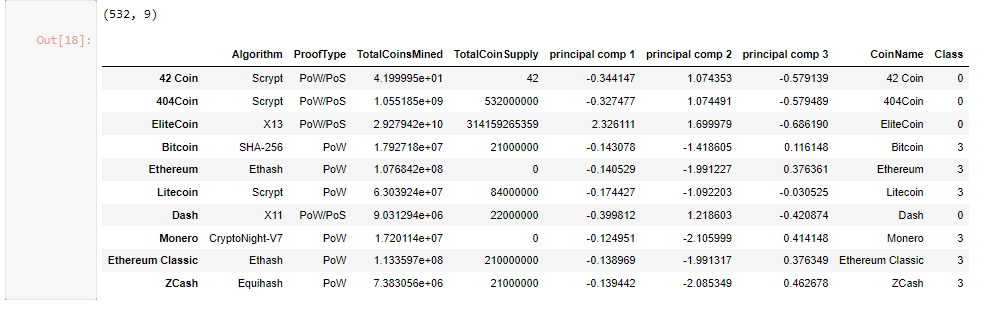 (532, 9)
Out[18]:
Algorithm ProofType TotalCoinsMined TotalCoinSupply principal comp 1 principal comp 2 principal comp 3 CoinName Class
42 Coin Scrypt PoW/PoS 4.199995e+01 42 -0.344147 1.074353 -0.579139 42 Coin 0
404Coin Scrypt PoW/PoS 1.055185e+09 532000000 -0.327477 1.074491 -0.579489 404Coin 0
EliteCoin X13 PoW/PoS 2.927942e+10 314159265359 2.326111 1.699979 -0.686190 EliteCoin 0
Bitcoin SHA-256 PoW 1.792718e+07 21000000 -0.143078 -1.418605 0.116148 Bitcoin 3
Ethereum Ethash PoW 1.076842e+08 0 -0.140529 -1.991227 0.376361 Ethereum 3
Litecoin Scrypt PoW 6.303924e+07 84000000 -0.174427 -1.092203 -0.030525 Litecoin 3
Dash X11 PoW/PoS 9.031294e+06 22000000 -0.399812 1.218603 -0.420874 Dash 0
Monero CryptoNight-V7 PoW 1.720114e+07 0 -0.124951 -2.105999 0.414148 Monero 3
Ethereum Classic Ethash PoW 1.133597e+08 210000000 -0.138969 -1.991317 0.376349 Ethereum Classic 3
ZCash Equihash PoW 7.383056e+06 21000000 -0.139442 -2.085349 0.462678 ZCash 3